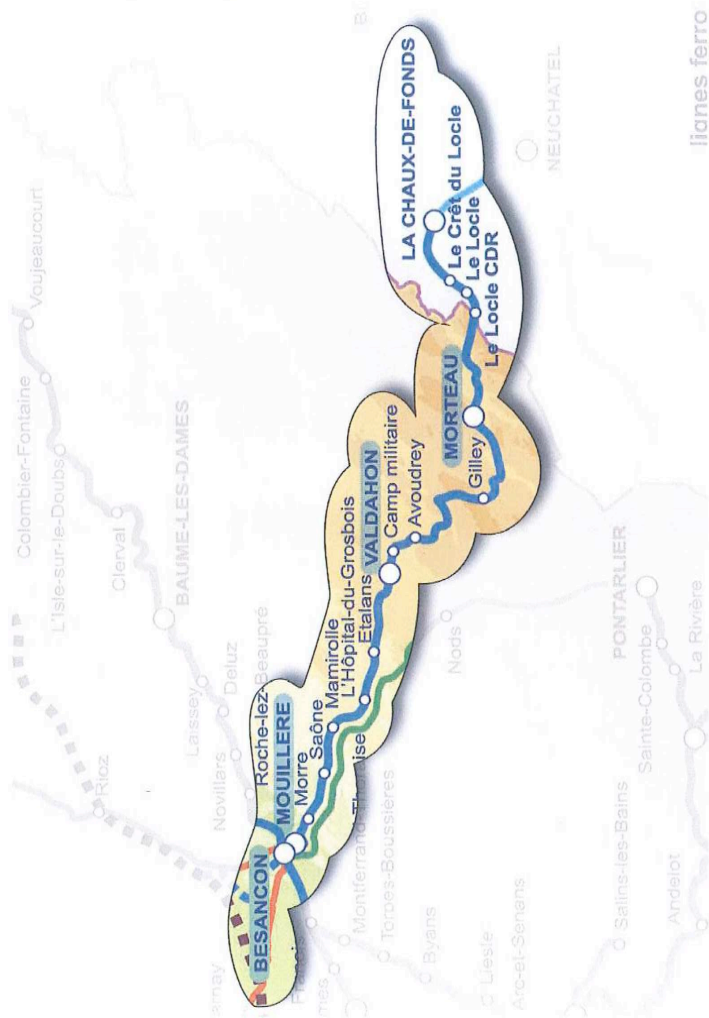 Voujeaucourt
Colombier-Fontaine
L'Isle-sur-le-Doubs
Clerval
BAUME-LES-DAMES
Laissey
Deluz
Novillars
Roche-lez-Beaupré
Rioz
BESANCON
MOUILLERE
Morre
Saône
Mamirolle
L'Hôpital-du-Grosbois
Etalans
VALDAHON
Camp militaire
Avoudrey
Gilley
MORTEAU
Le Locle CDR
Le Locle
Le Crêt du Locle
LA CHAUX-DE-FONDS
NEUCHATEL
lignes ferro
Nods
PONTARLIER
Sainte-Colombe
La Rivière
Salins-les-Bains
Andelot
Montferrand
Torpes-Boussières
Byans
Liesle
Arc-et-Senans